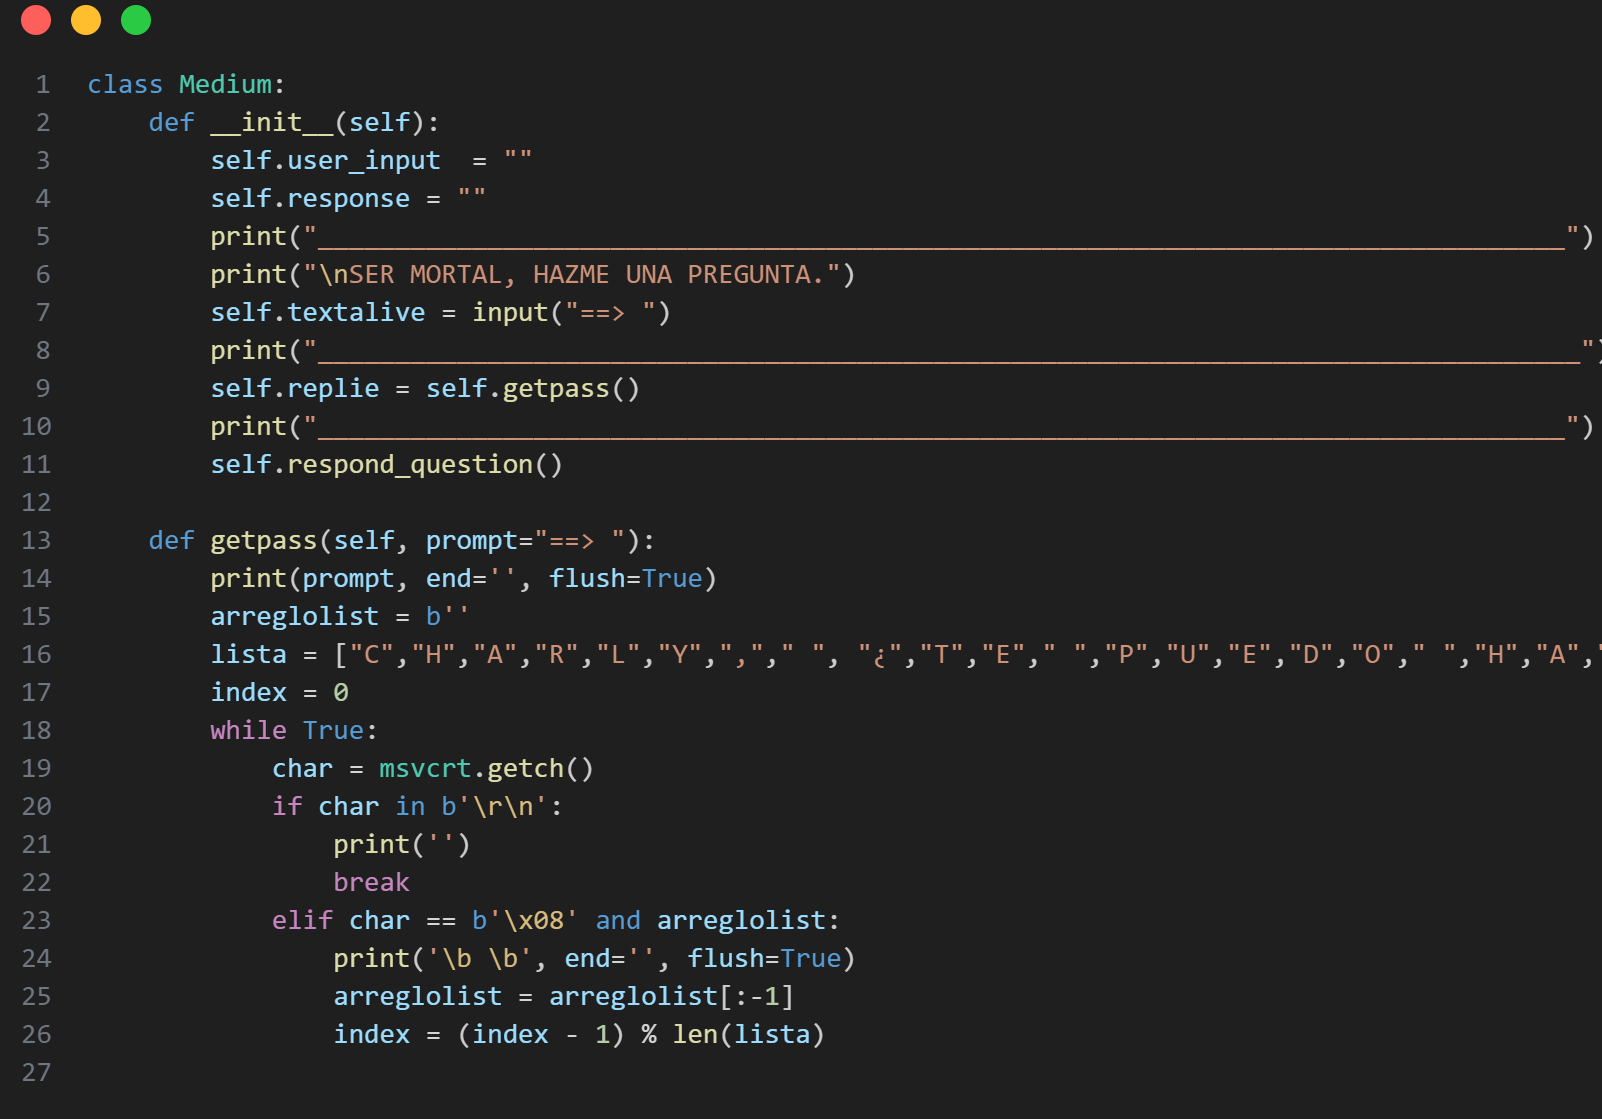 1 class Medium:
2     def __init__(self):
3         self.user_input  = ""
4         self.response = ""
5         print("_________________________________________________________________________________")
6         print("\nSER MORTAL, HAZME UNA PREGUNTA.")
7         self.textalive = input("==> ")
8         print("__________________________________________________________________________________")
9         self.replie = self.getpass()
10         print("_________________________________________________________________________________")
11         self.respond_question()
12
13     def getpass(self, prompt="==> "):
14         print(prompt, end='', flush=True)
15         arreglolist = b''
16         lista = ["C","H","A","R","L","Y",","," ", "¿","T","E"," ","P","U","E","D","O"," ","H","A","
17         index = 0
18         while True:
19             char = msvcrt.getch()
20             if char in b'\r\n':
21                 print('')
22                 break
23             elif char == b'\x08' and arreglolist:
24                 print('\b \b', end='', flush=True)
25                 arreglolist = arreglolist[:-1]
26                 index = (index - 1) % len(lista)
27